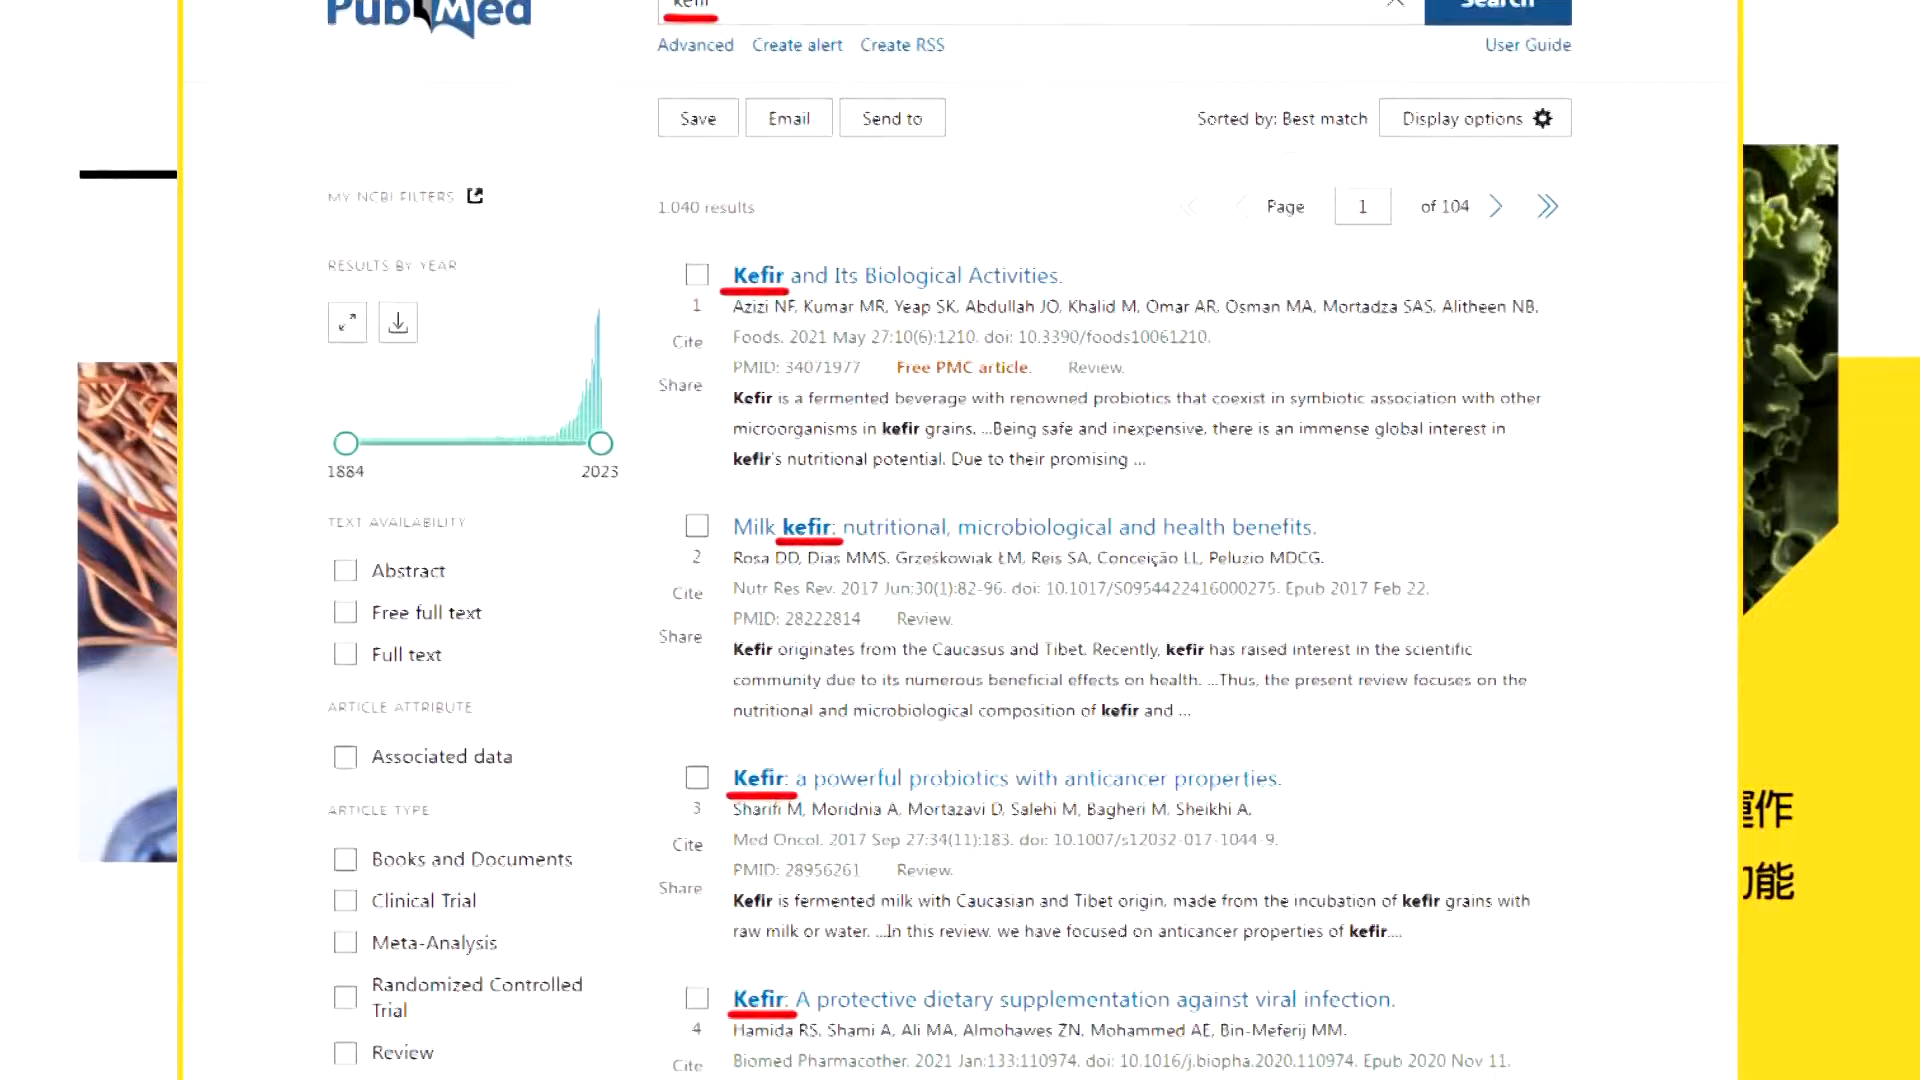 PubMed
kefir
Search
Advanced Create alert Create RSS
User Guide
Save Email Send to
Sorted by: Best match Display options
MY NCBI FILTERS
1,040 results
Page 1 of 104
RESULTS BY YEAR
1884 2023
TEXT AVAILABILITY
Abstract
Free full text
Full text
ARTICLE ATTRIBUTE
Associated data
ARTICLE TYPE
Books and Documents
Clinical Trial
Meta-Analysis
Randomized Controlled
Trial
Review
Kefir and Its Biological Activities.
1 Azizi NF, Kumar MR, Yeap SK, Abdullah JO, Khalid M, Omar AR, Osman MA, Mortadza SAS, Alitheen NB.
Cite Foods. 2021 May 27;10(6):1210. doi: 10.3390/foods10061210.
PMID: 34071977 Free PMC article. Review.
Share
Kefir is a fermented beverage with renowned probiotics that coexist in symbiotic association with other
microorganisms in kefir grains. ...Being safe and inexpensive, there is an immense global interest in
kefir's nutritional potential. Due to their promising ...
Milk kefir: nutritional, microbiological and health benefits.
2 Rosa DD, Dias MMS, Grześkowiak ŁM, Reis SA, Conceição LL, Peluzio MDCG.
Cite Nutr Res Rev. 2017 Jun;30(1):82-96. doi: 10.1017/S0954422416000275. Epub 2017 Feb 22.
PMID: 28222814 Review.
Share
Kefir originates from the Caucasus and Tibet. Recently, kefir has raised interest in the scientific
community due to its numerous beneficial effects on health. ...Thus, the present review focuses on the
nutritional and microbiological composition of kefir and ...
Kefir: a powerful probiotics with anticancer properties.
3 Sharifi M, Moridnia A, Mortazavi D, Salehi M, Bagheri M, Sheikhi A.
Cite Med Oncol. 2017 Sep 27;34(11):183. doi: 10.1007/s12032-017-1044-9.
PMID: 28956261 Review.
Share
Kefir is fermented milk with Caucasian and Tibet origin, made from the incubation of kefir grains with
raw milk or water. ...In this review, we have focused on anticancer properties of kefir....
Kefir: A protective dietary supplementation against viral infection.
4 Hamida RS, Shami A, Ali MA, Almohawes ZN, Mohammed AE, Bin-Meferij MM.
Cite Biomed Pharmacother. 2021 Jan;133:110974. doi: 10.1016/j.biopha.2020.110974. Epub 2020 Nov 11.
運作
能